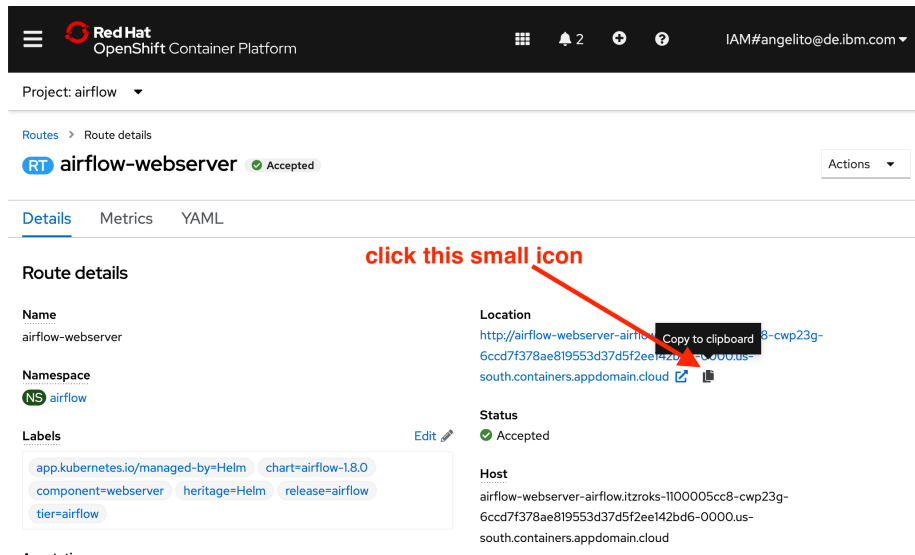 Red Hat
OpenShift Container Platform
2
IAM#angelito@de.ibm.com
Project: airflow
Routes > Route details
RT airflow-webserver Accepted
Actions
Details Metrics YAML
click this small icon
Route details
Name
airflow-webserver
Namespace
NS airflow
Labels
Edit
app.kubernetes.io/managed-by=Helm chart=airflow-1.8.0
component=webserver heritage=Helm release=airflow
tier=airflow
Location
http://airflow-webserver-airflo 8-cwp23g-
Copy to clipboard
6ccd7f378ae819553d37d5f2ee142bd6-0000.us-
south.containers.appdomain.cloud
Status
Accepted
Host
airflow-webserver-airflow.itzroks-1100005cc8-cwp23g-
6ccd7f378ae819553d37d5f2ee142bd6-0000.us-
south.containers.appdomain.cloud